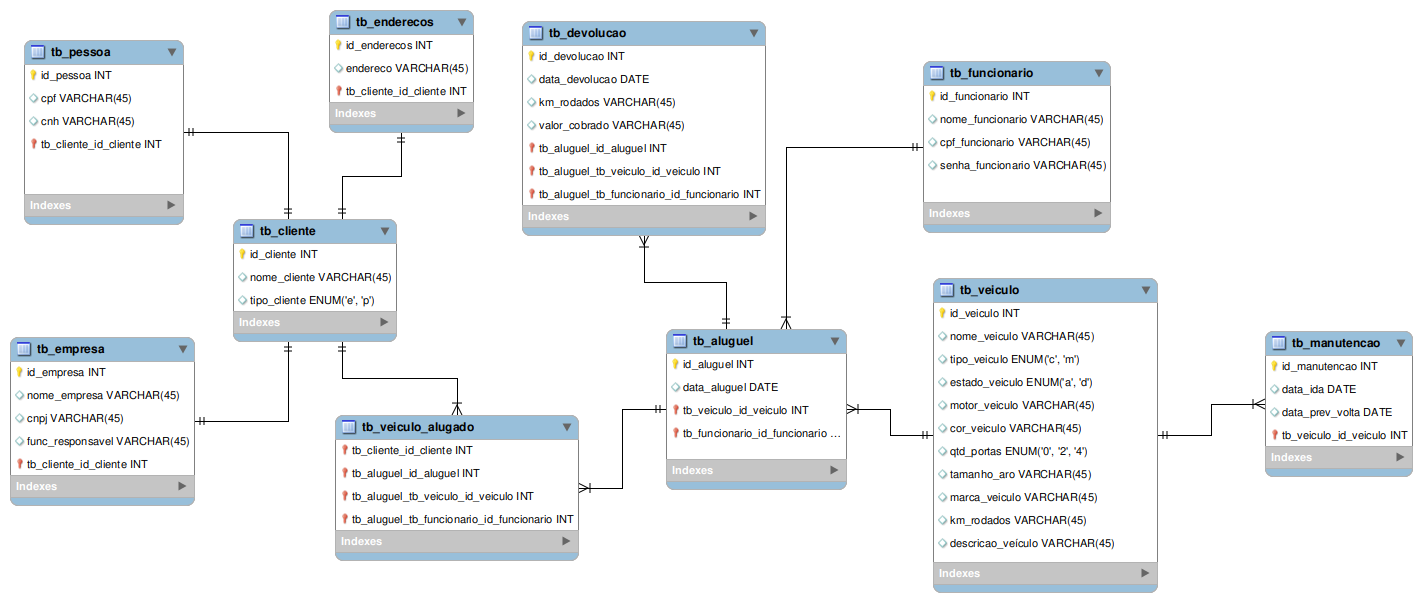 tb_pessoa
id_pessoa INT
cpf VARCHAR(45)
cnh VARCHAR(45)
tb_cliente_id_cliente INT
Indexes
tb_enderecos
id_enderecos INT
endereco VARCHAR(45)
tb_cliente_id_cliente INT
Indexes
tb_devolucao
id_devolucao INT
data_devolucao DATE
km_rodados VARCHAR(45)
valor_cobrado VARCHAR(45)
tb_aluguel_id_aluguel INT
tb_aluguel_tb_veiculo_id_veiculo INT
tb_aluguel_tb_funcionario_id_funcionario INT
Indexes
tb_funcionario
id_funcionario INT
nome_funcionario VARCHAR(45)
cpf_funcionario VARCHAR(45)
senha_funcionario VARCHAR(45)
Indexes
tb_cliente
id_cliente INT
nome_cliente VARCHAR(45)
tipo_cliente ENUM('e', 'p')
Indexes
tb_empresa
id_empresa INT
nome_empresa VARCHAR(45)
cnpj VARCHAR(45)
func_responsavel VARCHAR(45)
tb_cliente_id_cliente INT
Indexes
tb_veiculo_alugado
tb_cliente_id_cliente INT
tb_aluguel_id_aluguel INT
tb_aluguel_tb_veiculo_id_veiculo INT
tb_aluguel_tb_funcionario_id_funcionario INT
Indexes
tb_aluguel
id_aluguel INT
data_aluguel DATE
tb_veiculo_id_veiculo INT
tb_funcionario_id_funcionario ...
Indexes
tb_veiculo
id_veiculo INT
nome_veiculo VARCHAR(45)
tipo_veiculo ENUM('c', 'm')
estado_veiculo ENUM('a', 'd')
motor_veiculo VARCHAR(45)
cor_veiculo VARCHAR(45)
qtd_portas ENUM('0', '2', '4')
tamanho_aro VARCHAR(45)
marca_veiculo VARCHAR(45)
km_rodados VARCHAR(45)
descricao_veículo VARCHAR(45)
Indexes
tb_manutencao
id_manutencao INT
data_ida DATE
data_prev_volta DATE
tb_veiculo_id_veiculo INT
Indexes